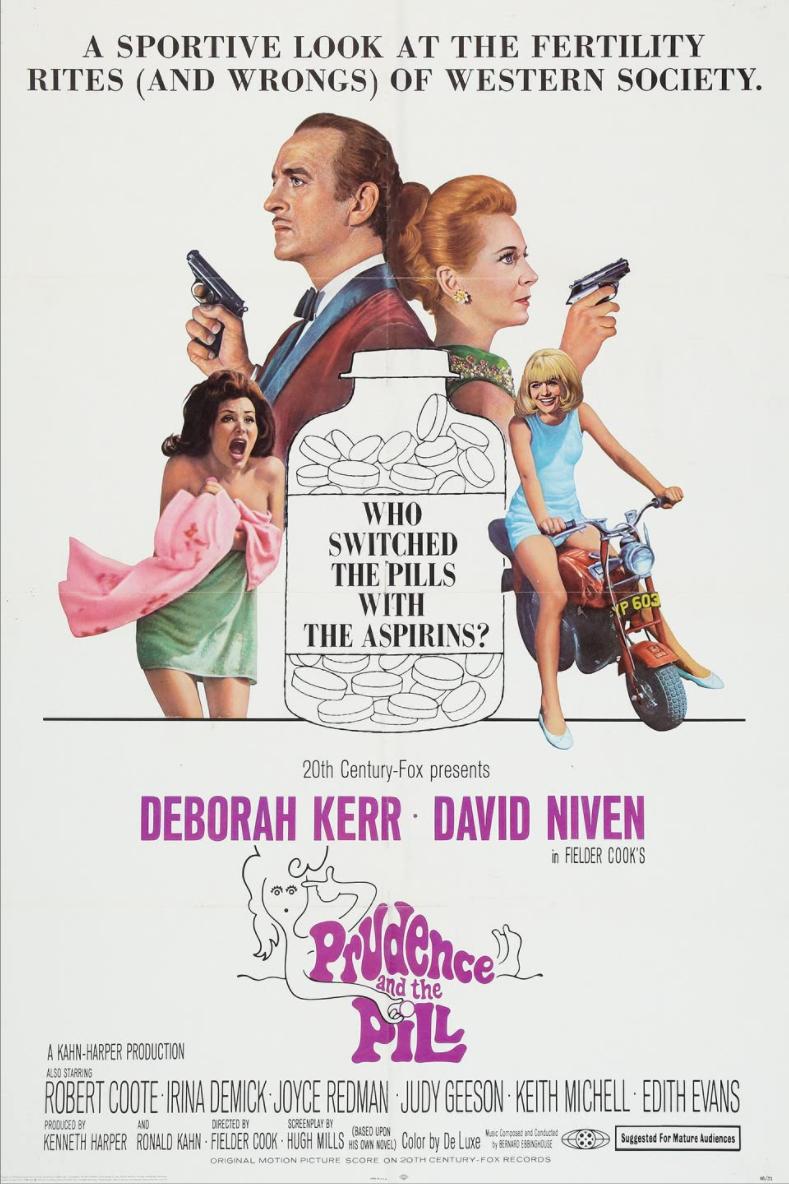 A SPORTIVE LOOK AT THE FERTILITY
RITES (AND WRONGS) OF WESTERN SOCIETY.
WHO
SWITCHED
THE PILLS
WITH
THE ASPIRINS?
YP 603
20th Century-Fox presents
DEBORAH KERR · DAVID NIVEN
in FIELDER COOK'S
Prudence
and the
Pill
A KAHN-HARPER PRODUCTION
ALSO STARRING
ROBERT COOTE · IRINA DEMICK · JOYCE REDMAN · JUDY GEESON · KEITH MICHELL · EDITH EVANS
PRODUCED BY KENNETH HARPER AND RONALD KAHN · DIRECTED BY FIELDER COOK · SCREENPLAY BY HUGH MILLS (BASED UPON HIS OWN NOVEL) Color by De Luxe Music Composed and Conducted by BERNARD EBBINGHOUSE Suggested For Mature Audiences
ORIGINAL MOTION PICTURE SCORE ON 20TH CENTURY-FOX RECORDS